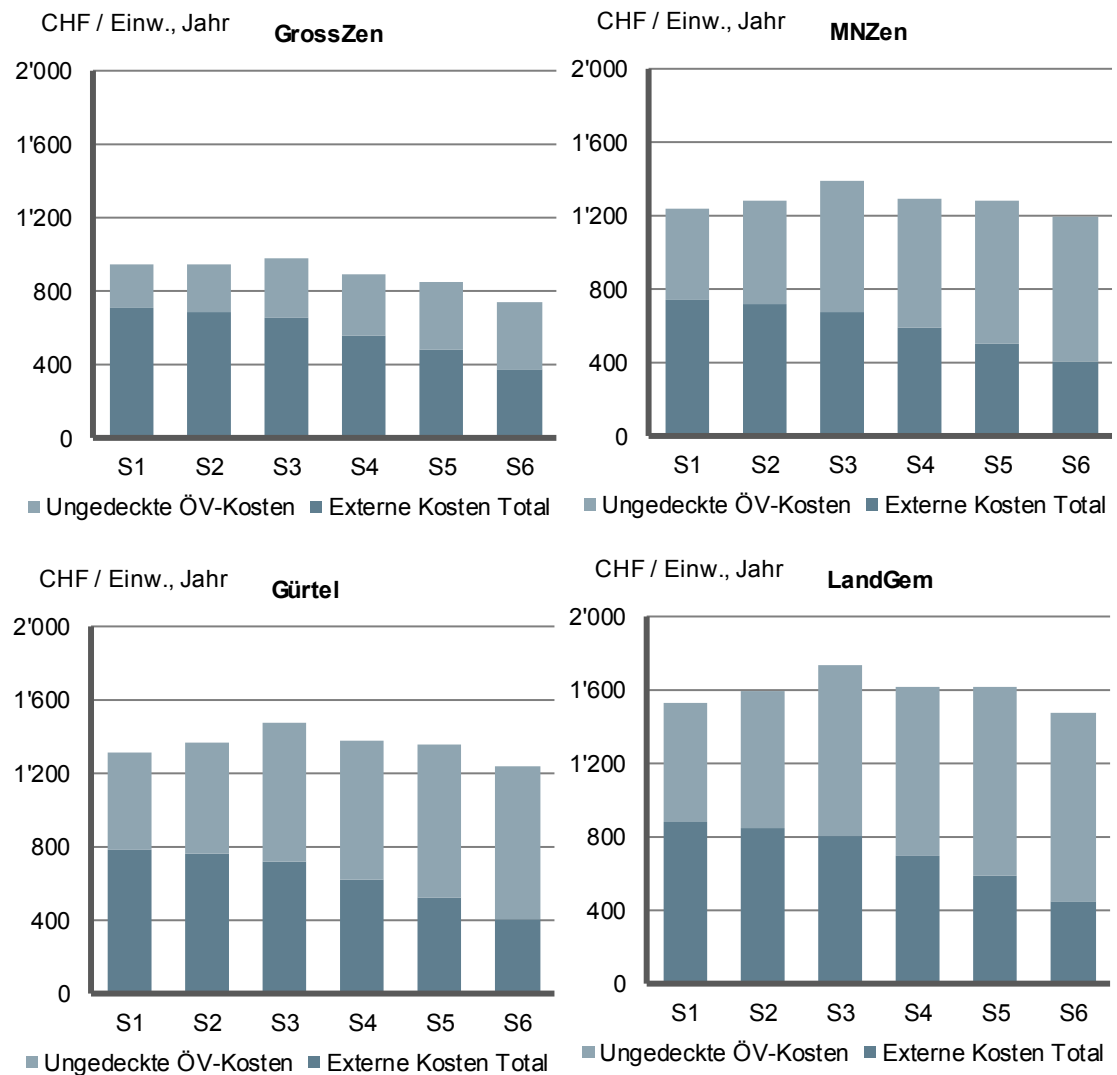 CHF / Einw., Jahr
GrossZen
2'000
1'600
1'200
800
400
0
S1 S2 S3 S4 S5 S6
Ungedeckte ÖV-Kosten Externe Kosten Total
CHF / Einw., Jahr
MNZen
2'000
1'600
1'200
800
400
0
S1 S2 S3 S4 S5 S6
Ungedeckte ÖV-Kosten Externe Kosten Total
CHF / Einw., Jahr
Gürtel
2'000
1'600
1'200
800
400
0
S1 S2 S3 S4 S5 S6
Ungedeckte ÖV-Kosten Externe Kosten Total
CHF / Einw., Jahr
LandGem
2'000
1'600
1'200
800
400
0
S1 S2 S3 S4 S5 S6
Ungedeckte ÖV-Kosten Externe Kosten Total